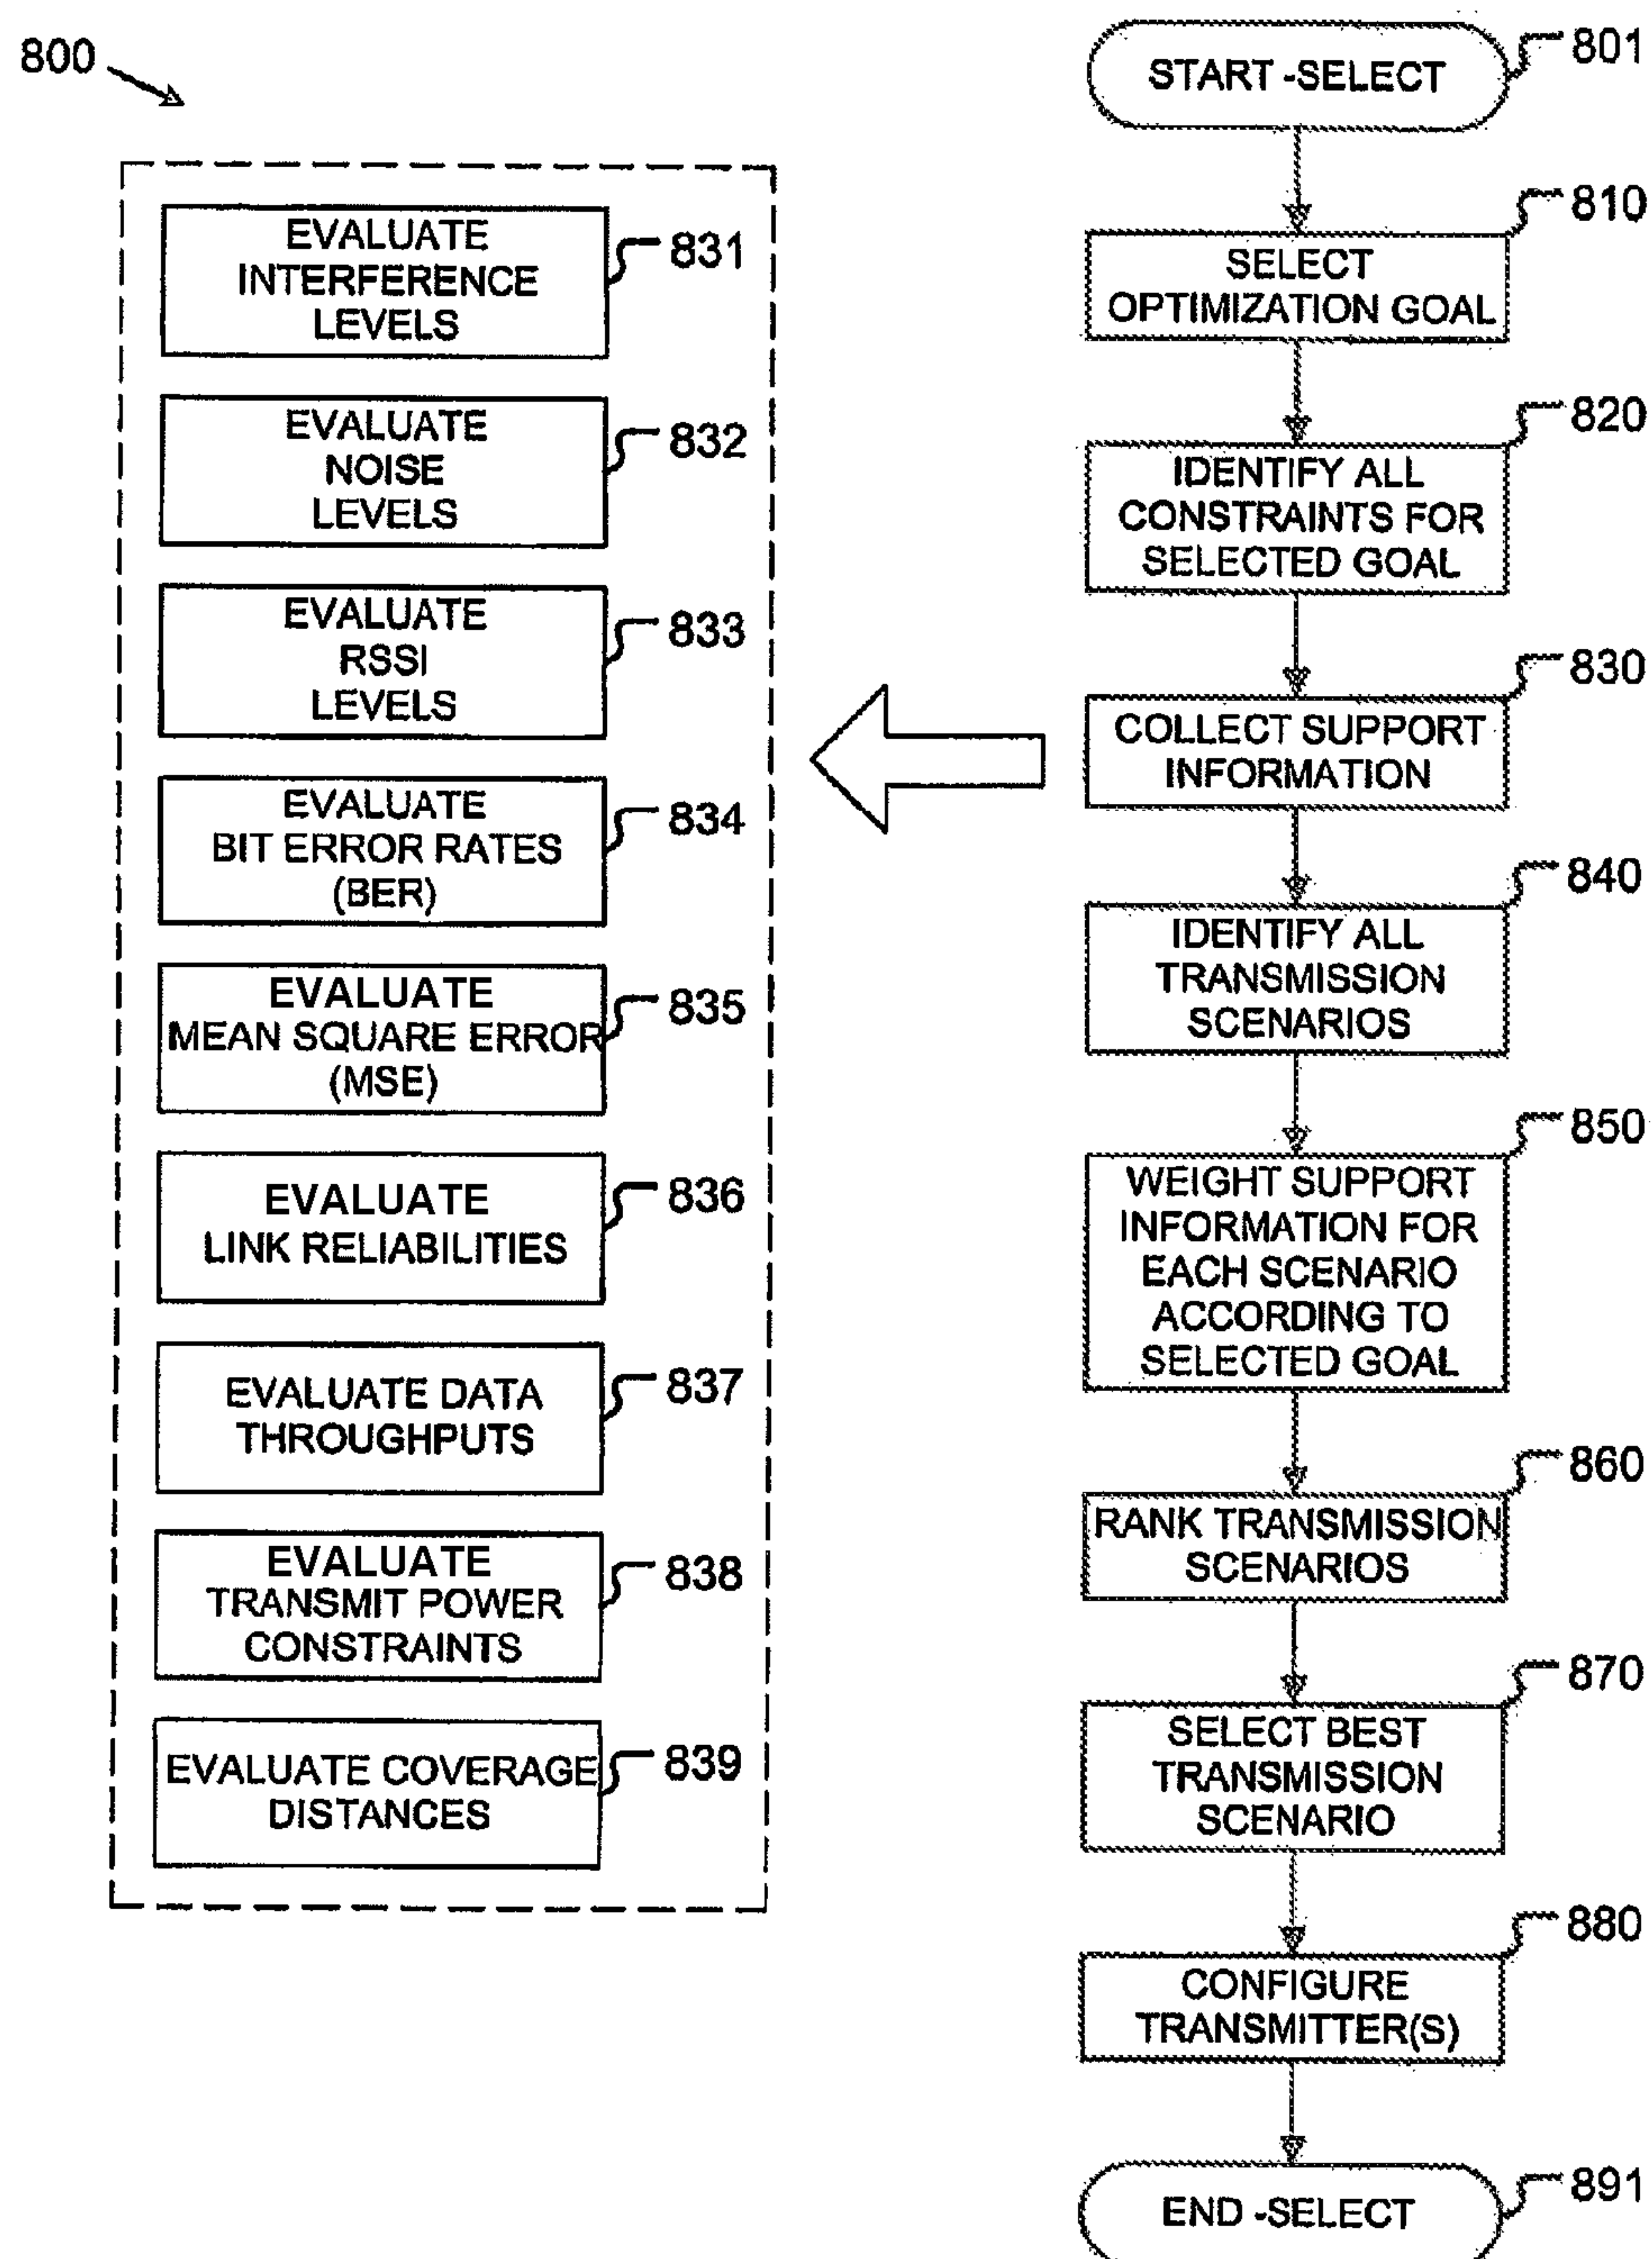 800
EVALUATE
INTERFERENCE
LEVELS
831
EVALUATE
NOISE
LEVELS
832
EVALUATE
RSSI
LEVELS
833
EVALUATE
BIT ERROR RATES
(BER)
834
EVALUATE
MEAN SQUARE ERROR
(MSE)
835
EVALUATE
LINK RELIABILITIES
836
EVALUATE DATA
THROUGHPUTS
837
EVALUATE
TRANSMIT POWER
CONSTRAINTS
838
EVALUATE COVERAGE
DISTANCES
839
START -SELECT
801
SELECT
OPTIMIZATION GOAL
810
IDENTIFY ALL
CONSTRAINTS FOR
SELECTED GOAL
820
COLLECT SUPPORT
INFORMATION
830
IDENTIFY ALL
TRANSMISSION
SCENARIOS
840
WEIGHT SUPPORT
INFORMATION FOR
EACH SCENARIO
ACCORDING TO
SELECTED GOAL
850
RANK TRANSMISSION
SCENARIOS
860
SELECT BEST
TRANSMISSION
SCENARIO
870
CONFIGURE
TRANSMITTER(S)
880
END -SELECT
891